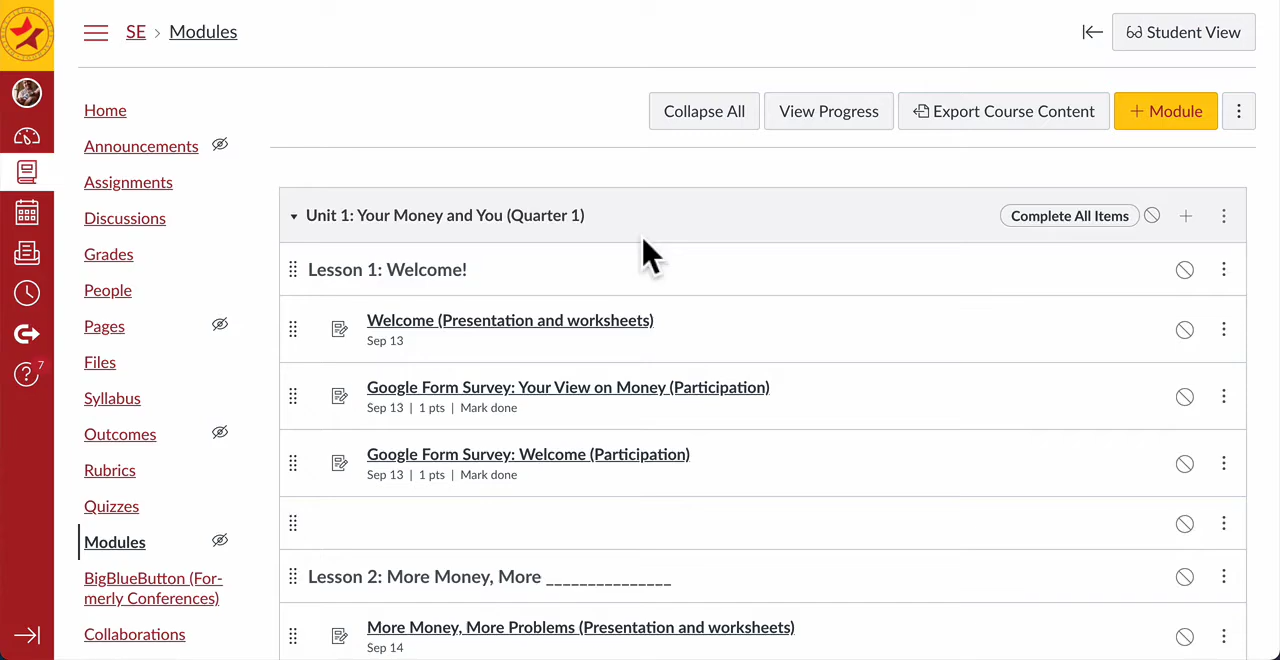 SE > Modules
Student View
Collapse All
View Progress
Export Course Content
+ Module
7
Home
Announcements
Assignments
Discussions
Grades
People
Pages
Files
Syllabus
Outcomes
Rubrics
Quizzes
Modules
BigBlueButton (For-
merly Conferences)
Collaborations
Unit 1: Your Money and You (Quarter 1)
Complete All Items
Lesson 1: Welcome!
Welcome (Presentation and worksheets)
Sep 13
Google Form Survey: Your View on Money (Participation)
Sep 13 | 1 pts | Mark done
Google Form Survey: Welcome (Participation)
Sep 13 | 1 pts | Mark done
Lesson 2: More Money, More _______________
More Money, More Problems (Presentation and worksheets)
Sep 14